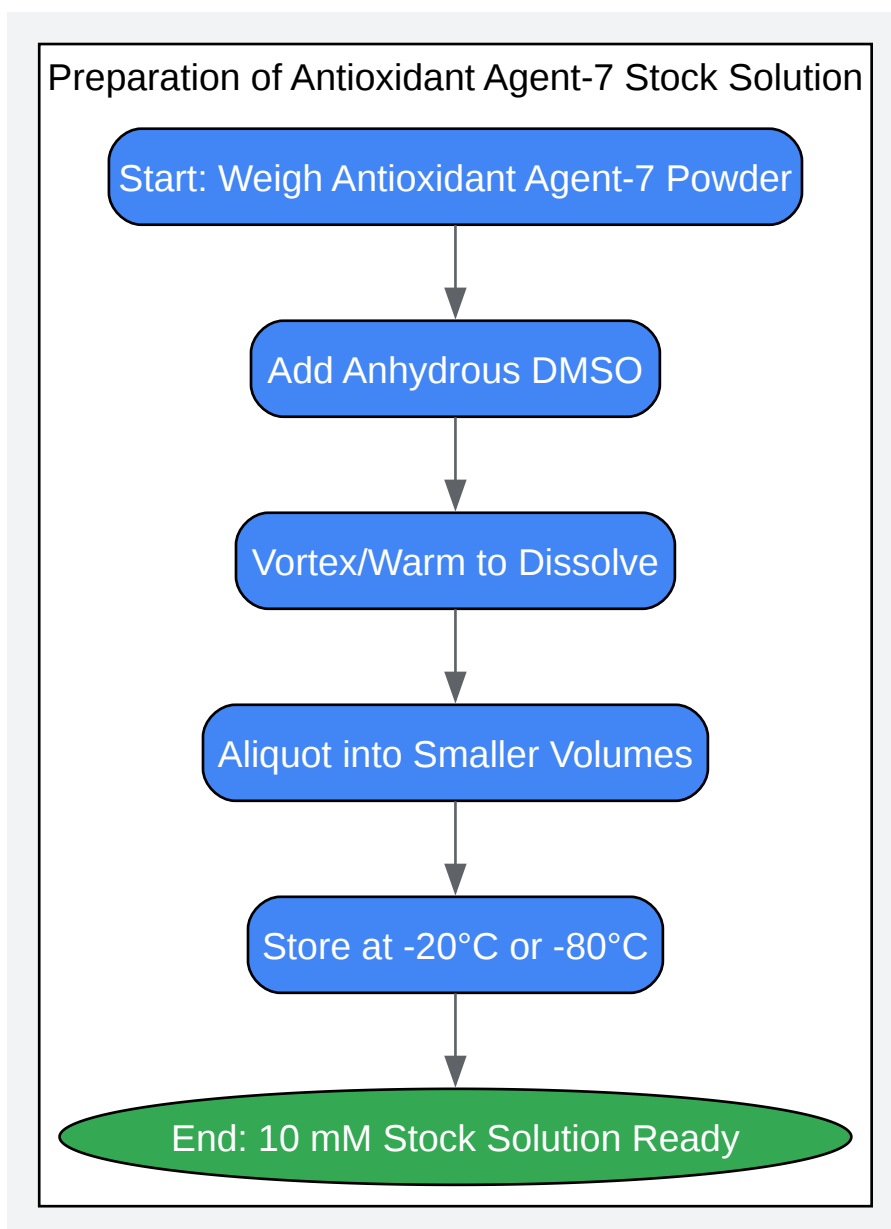 Preparation of Antioxidant Agent-7 Stock Solution
Start: Weigh Antioxidant Agent-7 Powder
Add Anhydrous DMSO
Vortex/Warm to Dissolve
Aliquot into Smaller Volumes
Store at -20°C or -80°C
End: 10 mM Stock Solution Ready